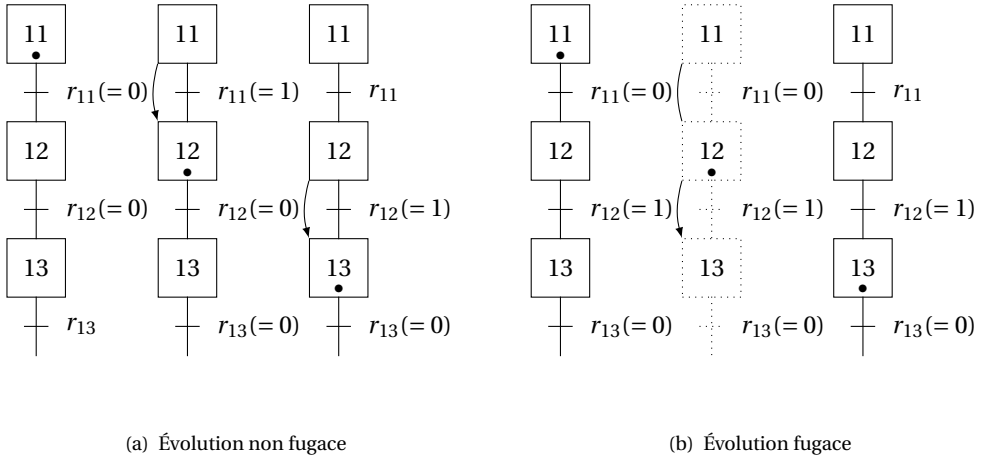 11 11 11 11 11 11
r₁₁(= 0) r₁₁(= 1) r₁₁ r₁₁(= 0) r₁₁(= 0) r₁₁
12 12 12 12 12 12
r₁₂(= 0) r₁₂(= 0) r₁₂(= 1) r₁₂(= 1) r₁₂(= 1) r₁₂(= 1)
13 13 13 13 13 13
r₁₃ r₁₃(= 0) r₁₃(= 0) r₁₃(= 0) r₁₃(= 0) r₁₃(= 0)
(a) Évolution non fugace (b) Évolution fugace